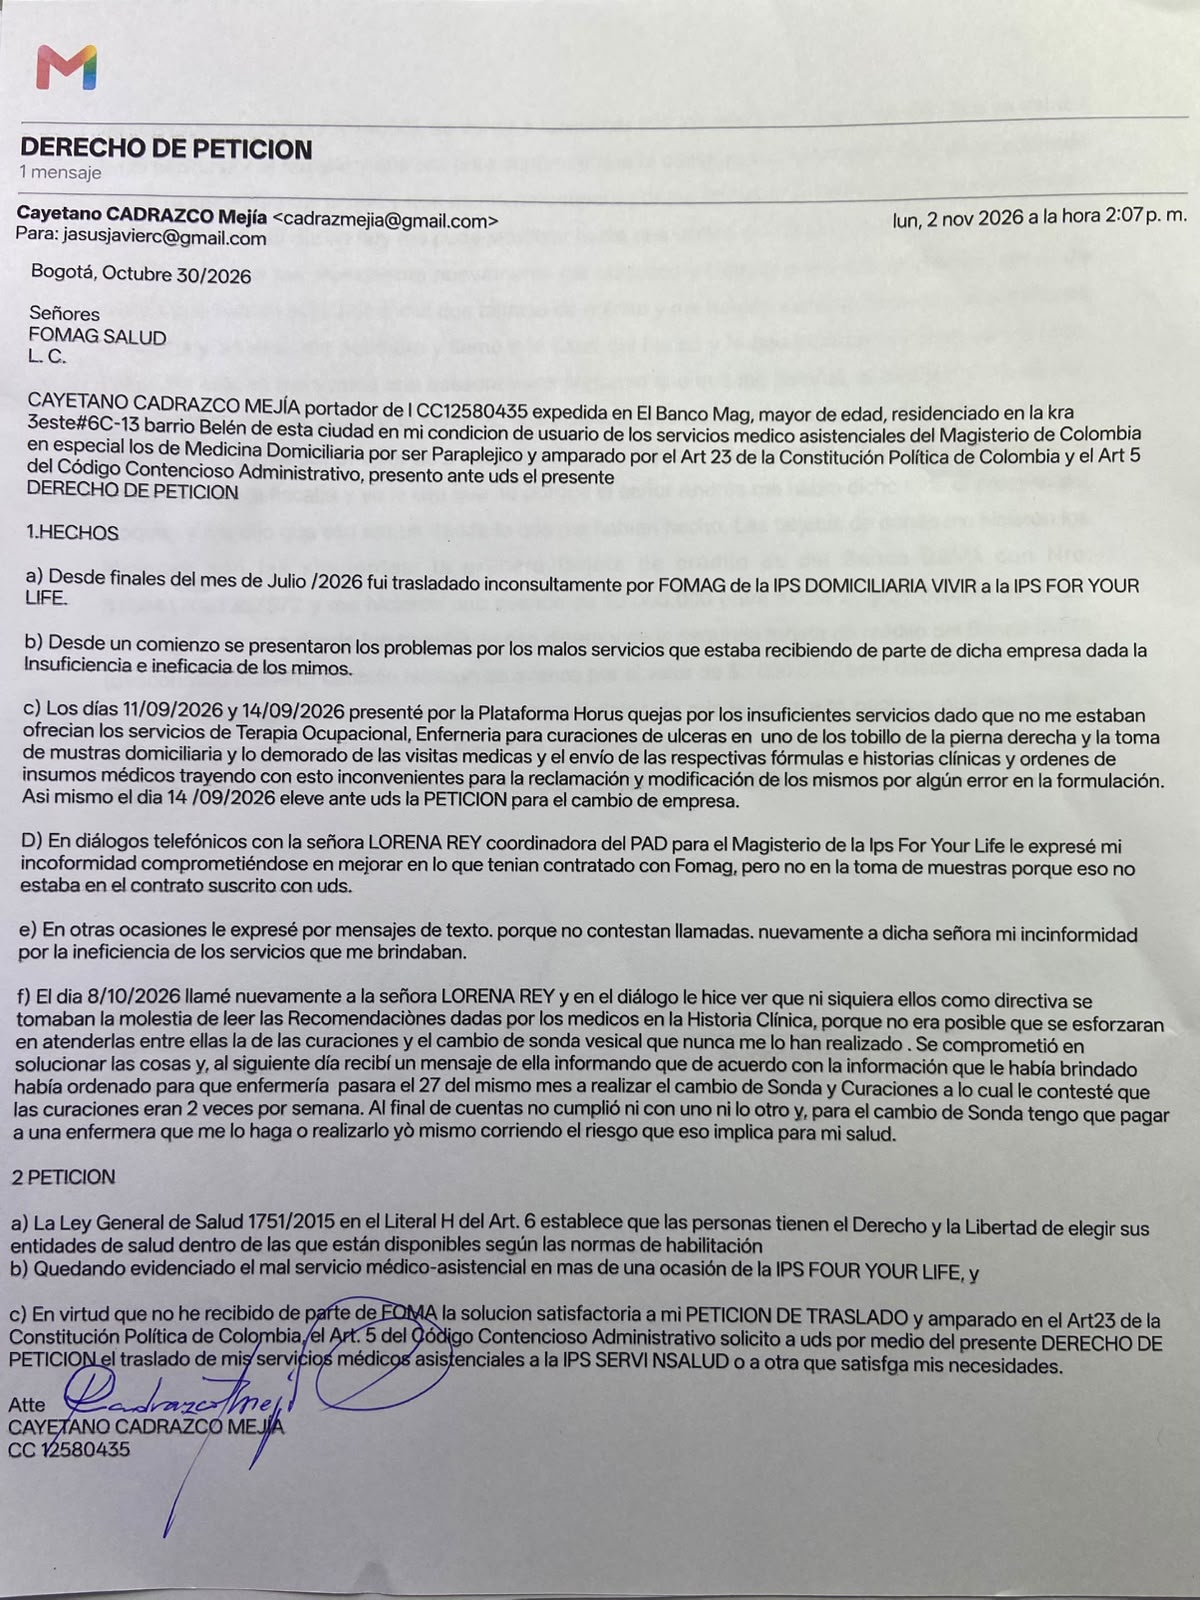 DERECHO DE PETICION
1 mensaje
Cayetano CADRAZCO Mejía <cadrazmejia@gmail.com>
lun, 2 nov 2026 a la hora 2:07 p. m.
Para: jasusjavierc@gmail.com
Bogotá, Octubre 30/2026
Señores
FOMAG SALUD
L. C.
CAYETANO CADRAZCO MEJÍA portador de l CC12580435 expedida en El Banco Mag, mayor de edad, residenciado en la kra
3este#6C-13 barrio Belén de esta ciudad en mi condicion de usuario de los servicios medico asistenciales del Magisterio de Colombia
en especial los de Medicina Domiciliaria por ser Paraplejico y amparado por el Art 23 de la Constitución Política de Colombia y el Art 5
del Código Contencioso Administrativo, presento ante uds el presente
DERECHO DE PETICION
1.HECHOS
a) Desde finales del mes de Julio /2026 fui trasladado inconsultamente por FOMAG de la IPS DOMICILIARIA VIVIR a la IPS FOR YOUR
LIFE.
b) Desde un comienzo se presentaron los problemas por los malos servicios que estaba recibiendo de parte de dicha empresa dada la
Insuficiencia e ineficacia de los mimos.
c) Los días 11/09/2026 y 14/09/2026 presenté por la Plataforma Horus quejas por los insuficientes servicios dado que no me estaban
ofrecian los servicios de Terapia Ocupacional, Enferneria para curaciones de ulceras en uno de los tobillo de la pierna derecha y la toma
de mustras domiciliaria y lo demorado de las visitas medicas y el envío de las respectivas fórmulas e historias clínicas y ordenes de
insumos médicos trayendo con esto inconvenientes para la reclamación y modificación de los mismos por algún error en la formulación.
Asi mismo el dia 14 /09/2026 eleve ante uds la PETICION para el cambio de empresa.
D) En diálogos telefónicos con la señora LORENA REY coordinadora del PAD para el Magisterio de la Ips For Your Life le expresé mi
incoformidad comprometiéndose en mejorar en lo que tenian contratado con Fomag, pero no en la toma de muestras porque eso no
estaba en el contrato suscrito con uds.
e) En otras ocasiones le expresé por mensajes de texto. porque no contestan llamadas. nuevamente a dicha señora mi incinformidad
por la ineficiencia de los servicios que me brindaban.
f) El dia 8/10/2026 llamé nuevamente a la señora LORENA REY y en el diálogo le hice ver que ni siquiera ellos como directiva se
tomaban la molestia de leer las Recomendaciònes dadas por los medicos en la Historia Clínica, porque no era posible que se esforzaran
en atenderlas entre ellas la de las curaciones y el cambio de sonda vesical que nunca me lo han realizado . Se comprometió en
solucionar las cosas y, al siguiente día recibí un mensaje de ella informando que de acuerdo con la información que le había brindado
había ordenado para que enfermería pasara el 27 del mismo mes a realizar el cambio de Sonda y Curaciones a lo cual le contesté que
las curaciones eran 2 veces por semana. Al final de cuentas no cumplió ni con uno ni lo otro y, para el cambio de Sonda tengo que pagar
a una enfermera que me lo haga o realizarlo yò mismo corriendo el riesgo que eso implica para mi salud.
2 PETICION
a) La Ley General de Salud 1751/2015 en el Literal H del Art. 6 establece que las personas tienen el Derecho y la Libertad de elegir sus
entidades de salud dentro de las que están disponibles según las normas de habilitación
b) Quedando evidenciado el mal servicio médico-asistencial en mas de una ocasión de la IPS FOUR YOUR LIFE, y
c) En virtud que no he recibido de parte de FOMA la solucion satisfactoria a mi PETICION DE TRASLADO y amparado en el Art23 de la
Constitución Política de Colombia, el Art. 5 del Código Contencioso Administrativo solicito a uds por medio del presente DERECHO DE
PETICION el traslado de mis servicios médicos asistenciales a la IPS SERVI NSALUD o a otra que satisfga mis necesidades.
Atte
CAYETANO CADRAZCO MEJÍA
CC 12580435